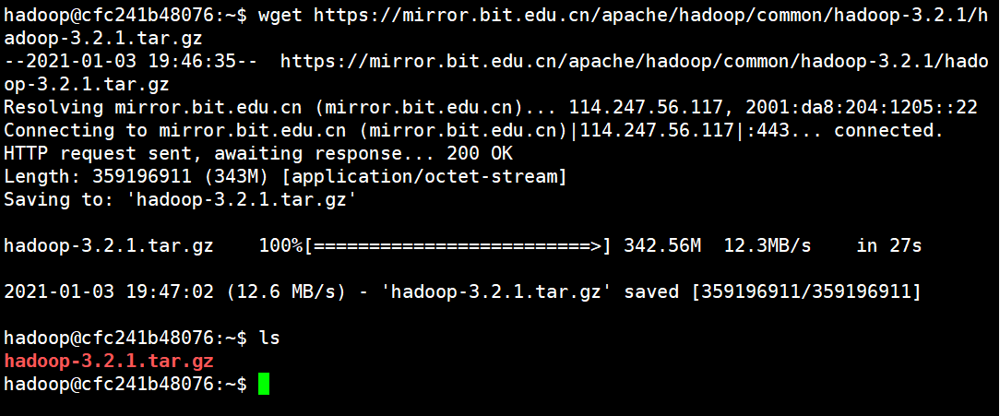 hadoop@cfc241b48076:~$ wget https://mirror.bit.edu.cn/apache/hadoop/common/hadoop-3.2.1/h
adoop-3.2.1.tar.gz
--2021-01-03 19:46:35--  https://mirror.bit.edu.cn/apache/hadoop/common/hadoop-3.2.1/hado
op-3.2.1.tar.gz
Resolving mirror.bit.edu.cn (mirror.bit.edu.cn)... 114.247.56.117, 2001:da8:204:1205::22
Connecting to mirror.bit.edu.cn (mirror.bit.edu.cn)|114.247.56.117|:443... connected.
HTTP request sent, awaiting response... 200 OK
Length: 359196911 (343M) [application/octet-stream]
Saving to: 'hadoop-3.2.1.tar.gz'
hadoop-3.2.1.tar.gz    100%[=========================>] 342.56M  12.3MB/s    in 27s
2021-01-03 19:47:02 (12.6 MB/s) - 'hadoop-3.2.1.tar.gz' saved [359196911/359196911]
hadoop@cfc241b48076:~$ ls
hadoop-3.2.1.tar.gz
hadoop@cfc241b48076:~$